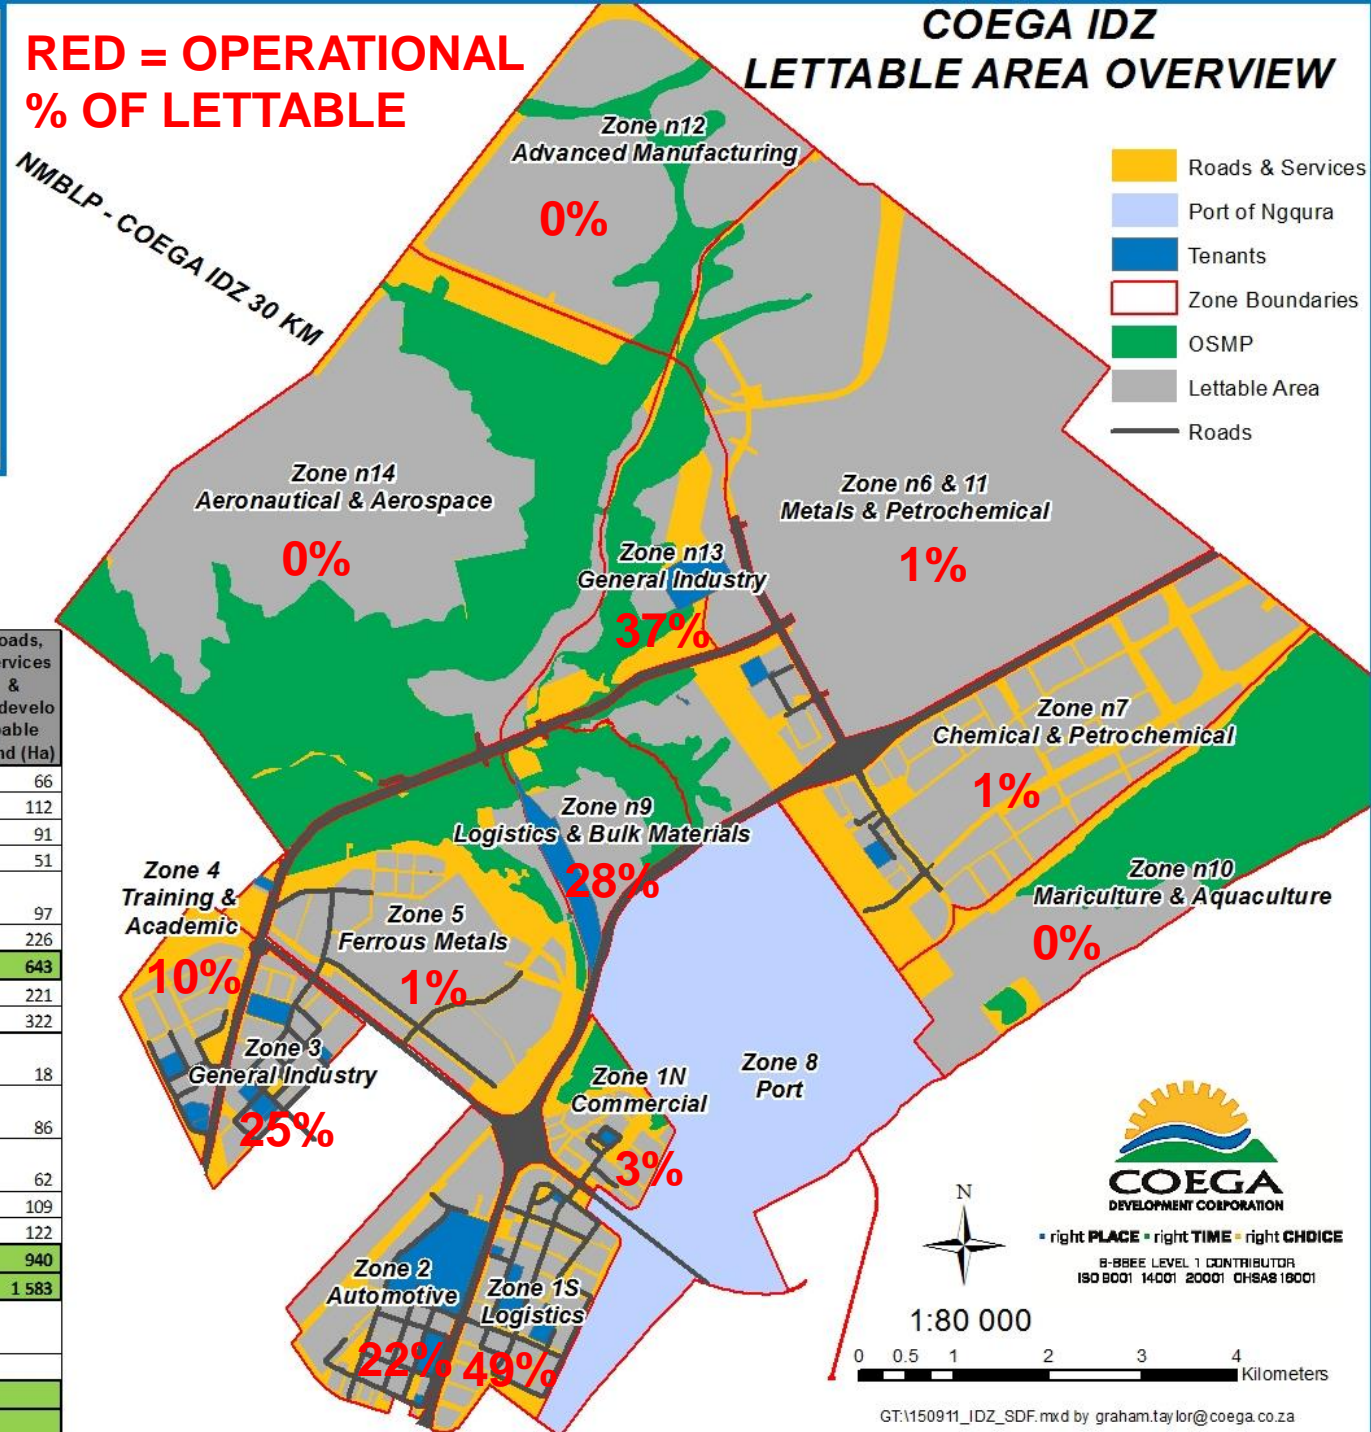 RED = OPERATIONAL
% OF LETTABLE
COEGA IDZ
LETTABLE AREA OVERVIEW
NMBLP - COEGA IDZ 30 KM
Roads & Services
Port of Ngqura
Tenants
Zone Boundaries
OSMP
Lettable Area
Roads
Zone n12
Advanced Manufacturing
0%
Zone n14
Aeronautical & Aerospace
0%
Zone n6 & 11
Metals & Petrochemical
1%
Zone n13
General Industry
37%
Zone n7
Chemical & Petrochemical
1%
Zone n9
Logistics & Bulk Materials
28%
Zone n10
Mariculture & Aquaculture
0%
Zone 4
Training &
Academic
10%
Zone 5
Ferrous Metals
1%
Zone 3
General Industry
25%
Zone 1N
Commercial
3%
Zone 8
Port
Zone 2
Automotive
22%
Zone 1S
Logistics
49%
oads,
rvices
&
develo
able
nd (Ha)
66
112
91
51
97
226
643
221
322
18
86
62
109
122
940
1 583
N
1:80 000
0 0.5 1 2 3 4
Kilometers
COEGA
DEVELOPMENT CORPORATION
right PLACE right TIME right CHOICE
B-BBEE LEVEL 1 CONTRIBUTOR
ISO 9001 14001 20001 OHSAS 18001
GT:\150911_IDZ_SDF.mxd by graham.taylor@coega.co.za